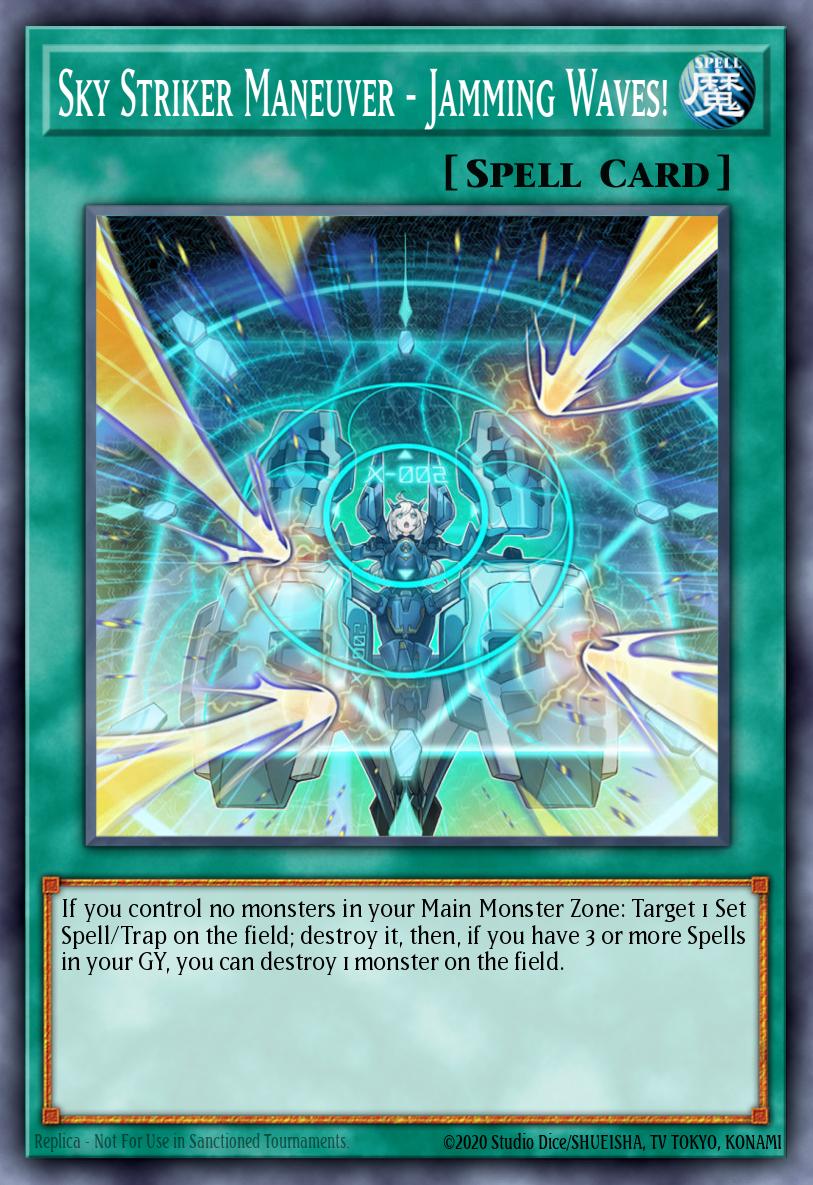 SKY STRIKER MANEUVER - JAMMING WAVES!
SPELL
魔
[ SPELL CARD ]
X-002
X-002
If you control no monsters in your Main Monster Zone: Target 1 Set
Spell/Trap on the field; destroy it, then, if you have 3 or more Spells
in your GY, you can destroy 1 monster on the field.
Replica - Not For Use in Sanctioned Tournaments.
©2020 Studio Dice/SHUEISHA, TV TOKYO, KONAMI